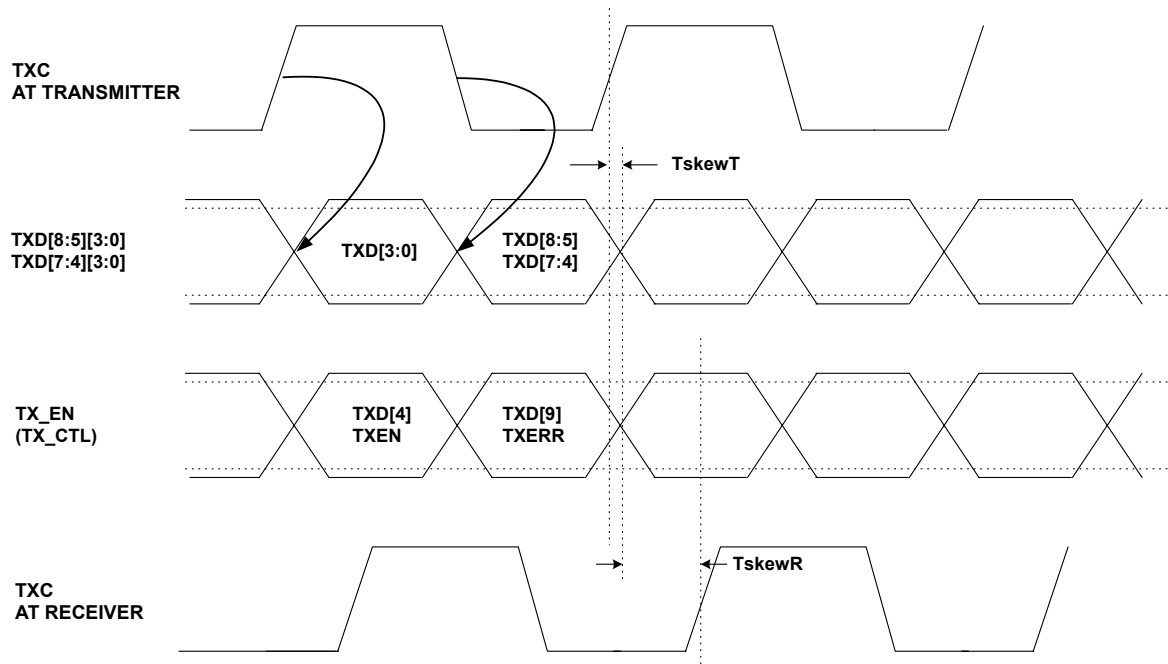 TXC
AT TRANSMITTER
TskewT
TXD[8:5][3:0]
TXD[7:4][3:0]
TXD[3:0]
TXD[8:5]
TXD[7:4]
TX_EN
(TX_CTL)
TXD[4]
TXEN
TXD[9]
TXERR
TskewR
TXC
AT RECEIVER